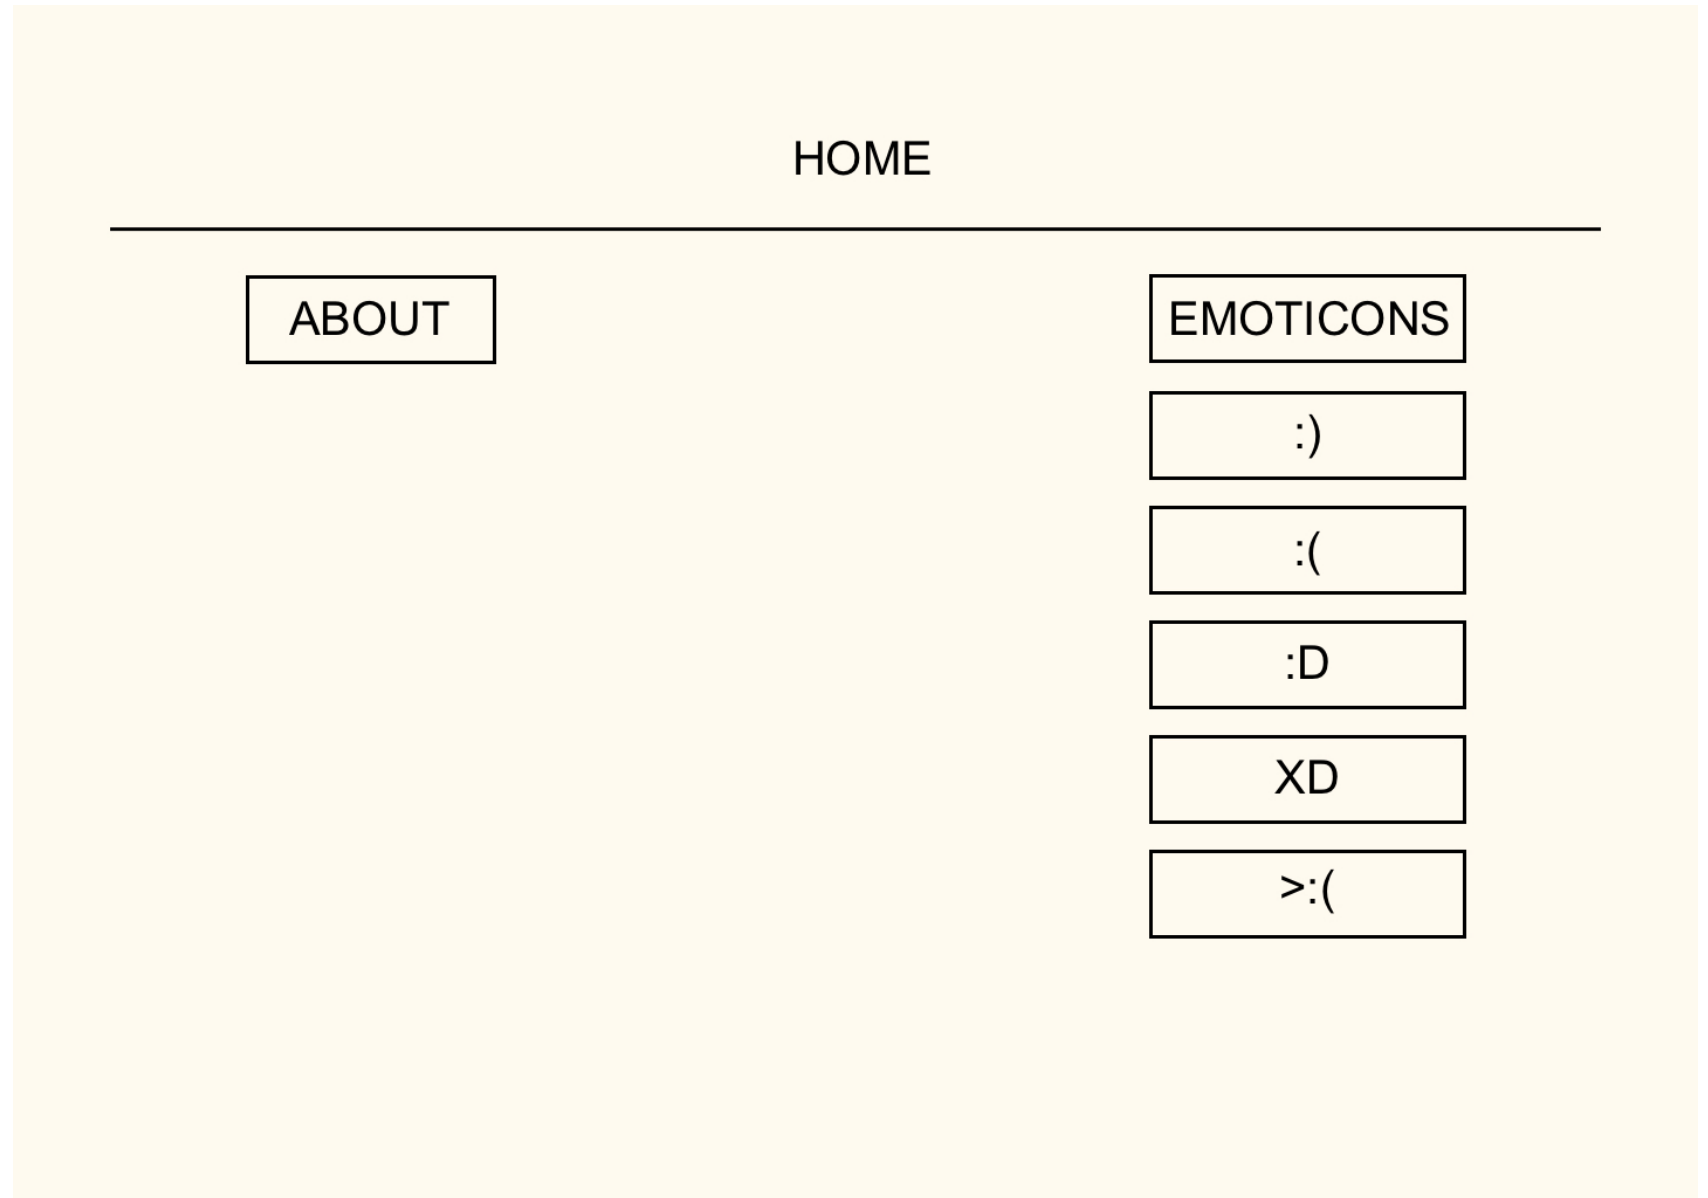 HOME
ABOUT
EMOTICONS
:)
:(
:D
XD
>:(